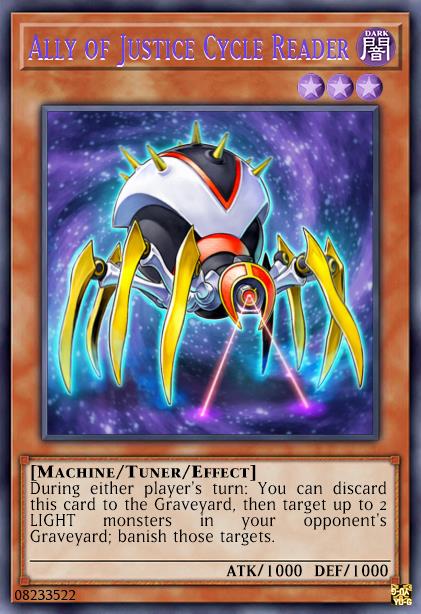 ALLY OF JUSTICE CYCLE READER
DARK
闇
[MACHINE/TUNER/EFFECT]
During either player's turn: You can discard
this card to the Graveyard, then target up to 2
LIGHT monsters in your opponent's
Graveyard; banish those targets.
ATK/1000 DEF/1000
08233522